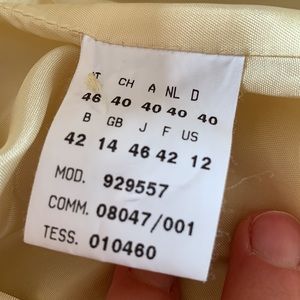 CH A NL D
46 40 40 40 40
B GB J F US
42 14 46 42 12
MOD. 929557
COMM. 08047/001
TESS. 010460